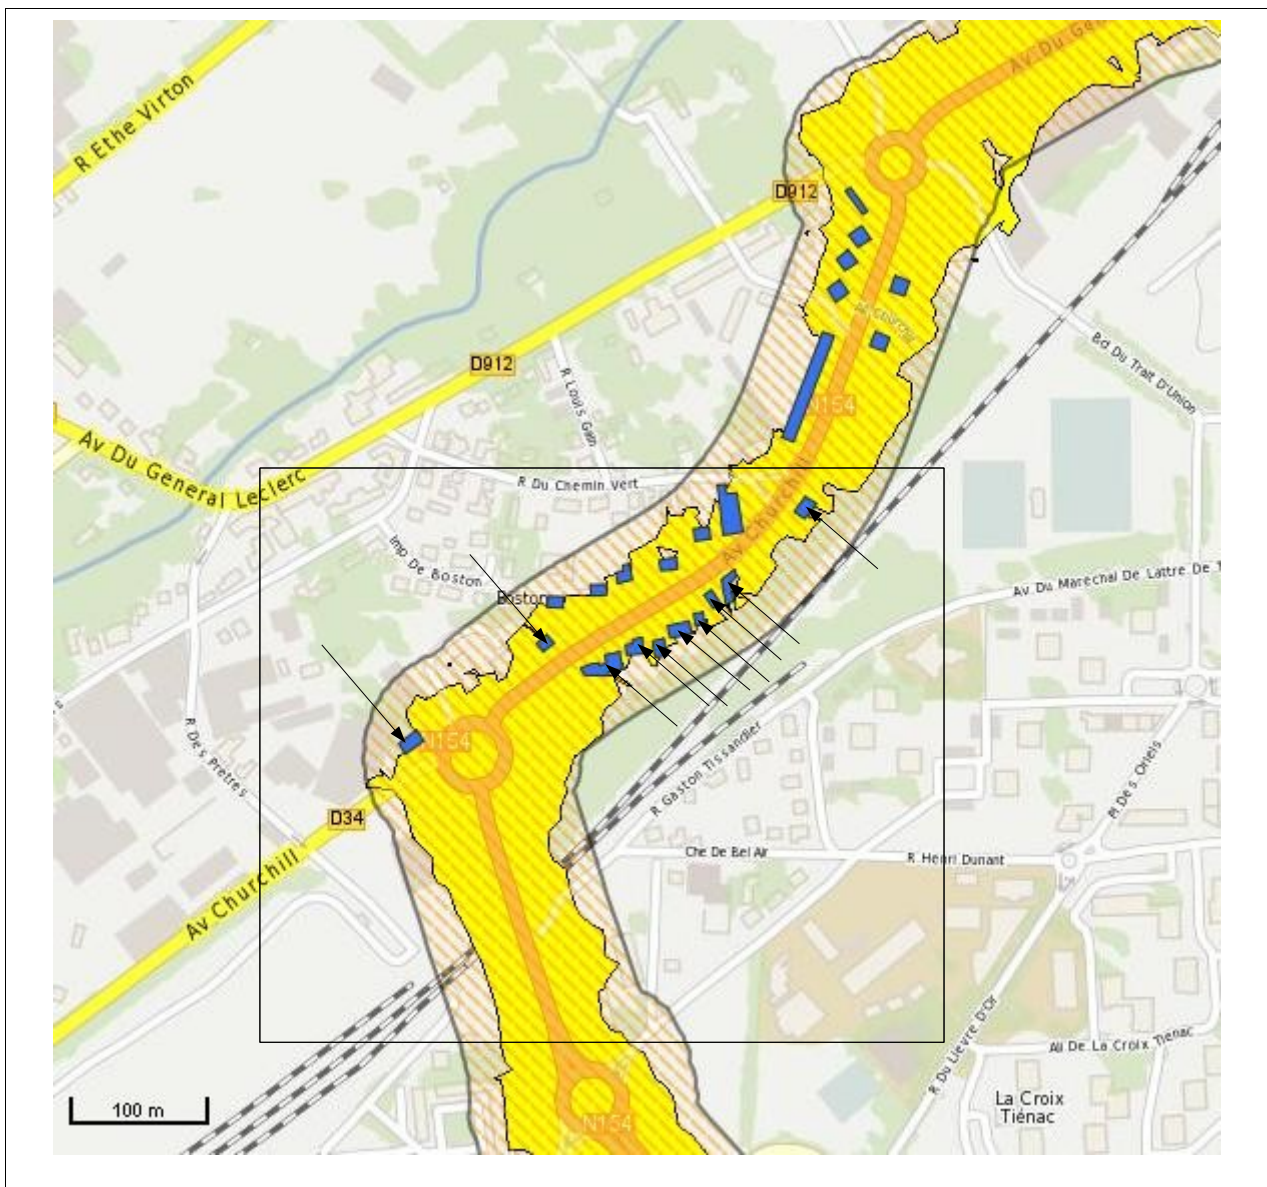 Av Du Ge
R Ethe Virton
D912
D912
Bd Du Trait D'Union
R Louis Gain
N154
Av Du General Leclerc
R Du Chemin Vert
Av Churchill
Imp De Boston
Av Du Marechal De Lattre De T
Boston
N154
R Des Pretres
R Gaston Tissandier
Pl Des Oriels
D34
Che De Bel Air
R Henri Dunant
Av Churchill
R Du Lievre D'Or
All De La Croix Tienac
100 m
La Croix
Tiénac
N154